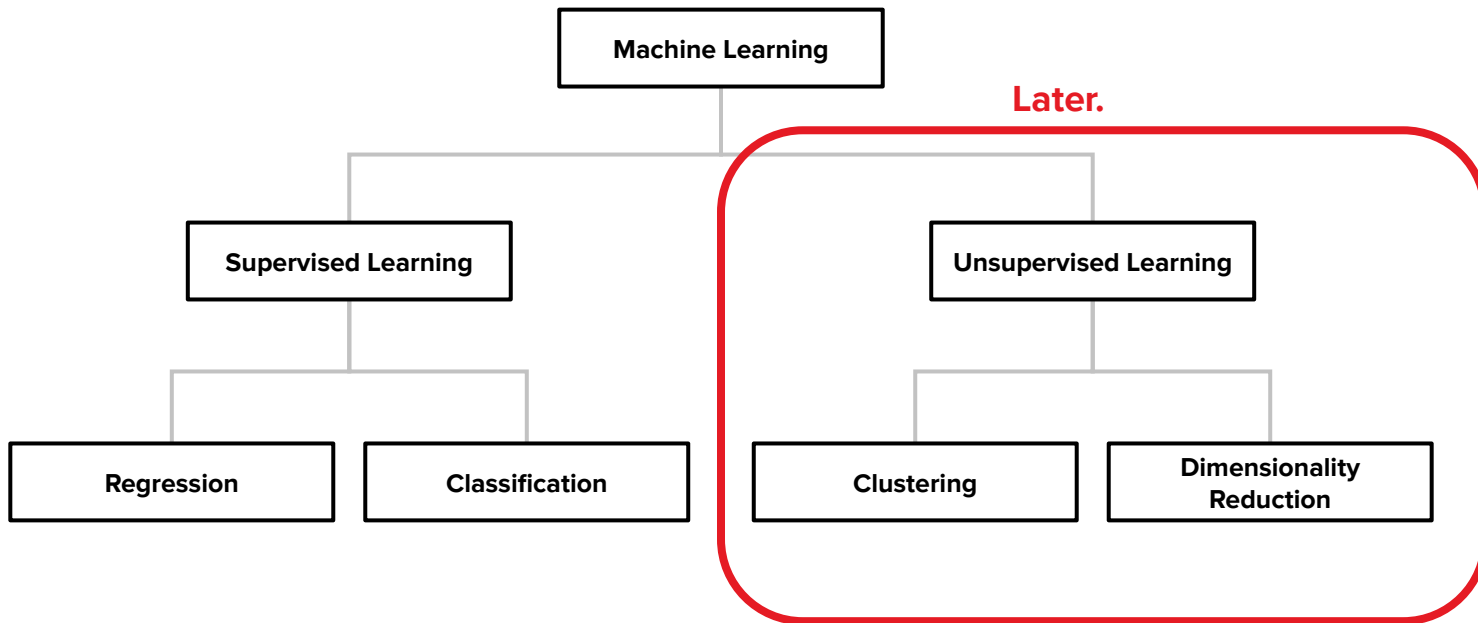 Machine Learning
Later.
Supervised Learning
Unsupervised Learning
Regression
Classification
Clustering
Dimensionality
Reduction